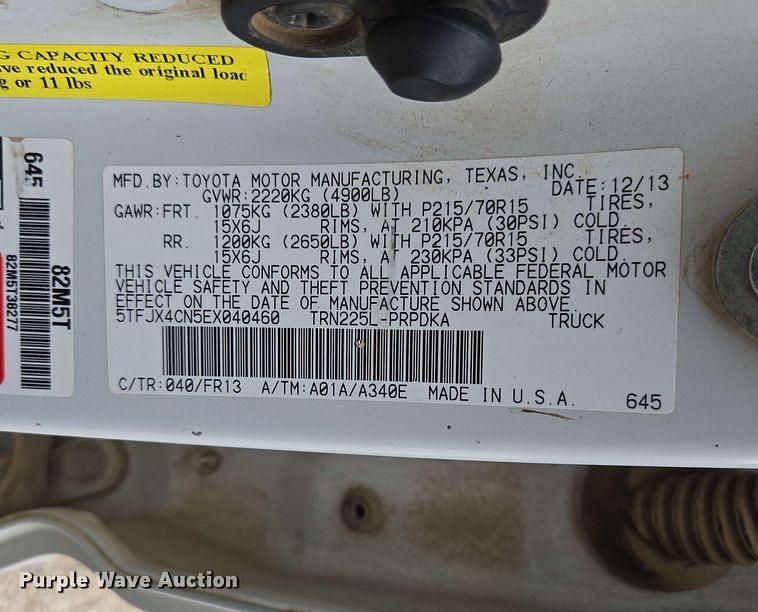 G CAPACITY REDUCED
ve reduced the original load
g or 11 lbs
645
82M5T38277
82M5T
MFD.BY:TOYOTA MOTOR MANUFACTURING, TEXAS, INC.
GVWR:2220KG (4900LB) DATE:12/13
GAWR:FRT. 1075KG (2380LB) WITH P215/70R15 TIRES,
15X6J RIMS, AT 210KPA (30PSI) COLD.
RR. 1200KG (2650LB) WITH P215/70R15 TIRES,
15X6J RIMS, AT 230KPA (33PSI) COLD.
THIS VEHICLE CONFORMS TO ALL APPLICABLE FEDERAL MOTOR
VEHICLE SAFETY AND THEFT PREVENTION STANDARDS IN
EFFECT ON THE DATE OF MANUFACTURE SHOWN ABOVE.
5TFJX4CN5EX040460 TRN225L-PRPDKA TRUCK
C/TR:040/FR13 A/TM:A01A/A340E MADE IN U.S.A. 645
Purple Wave Auction